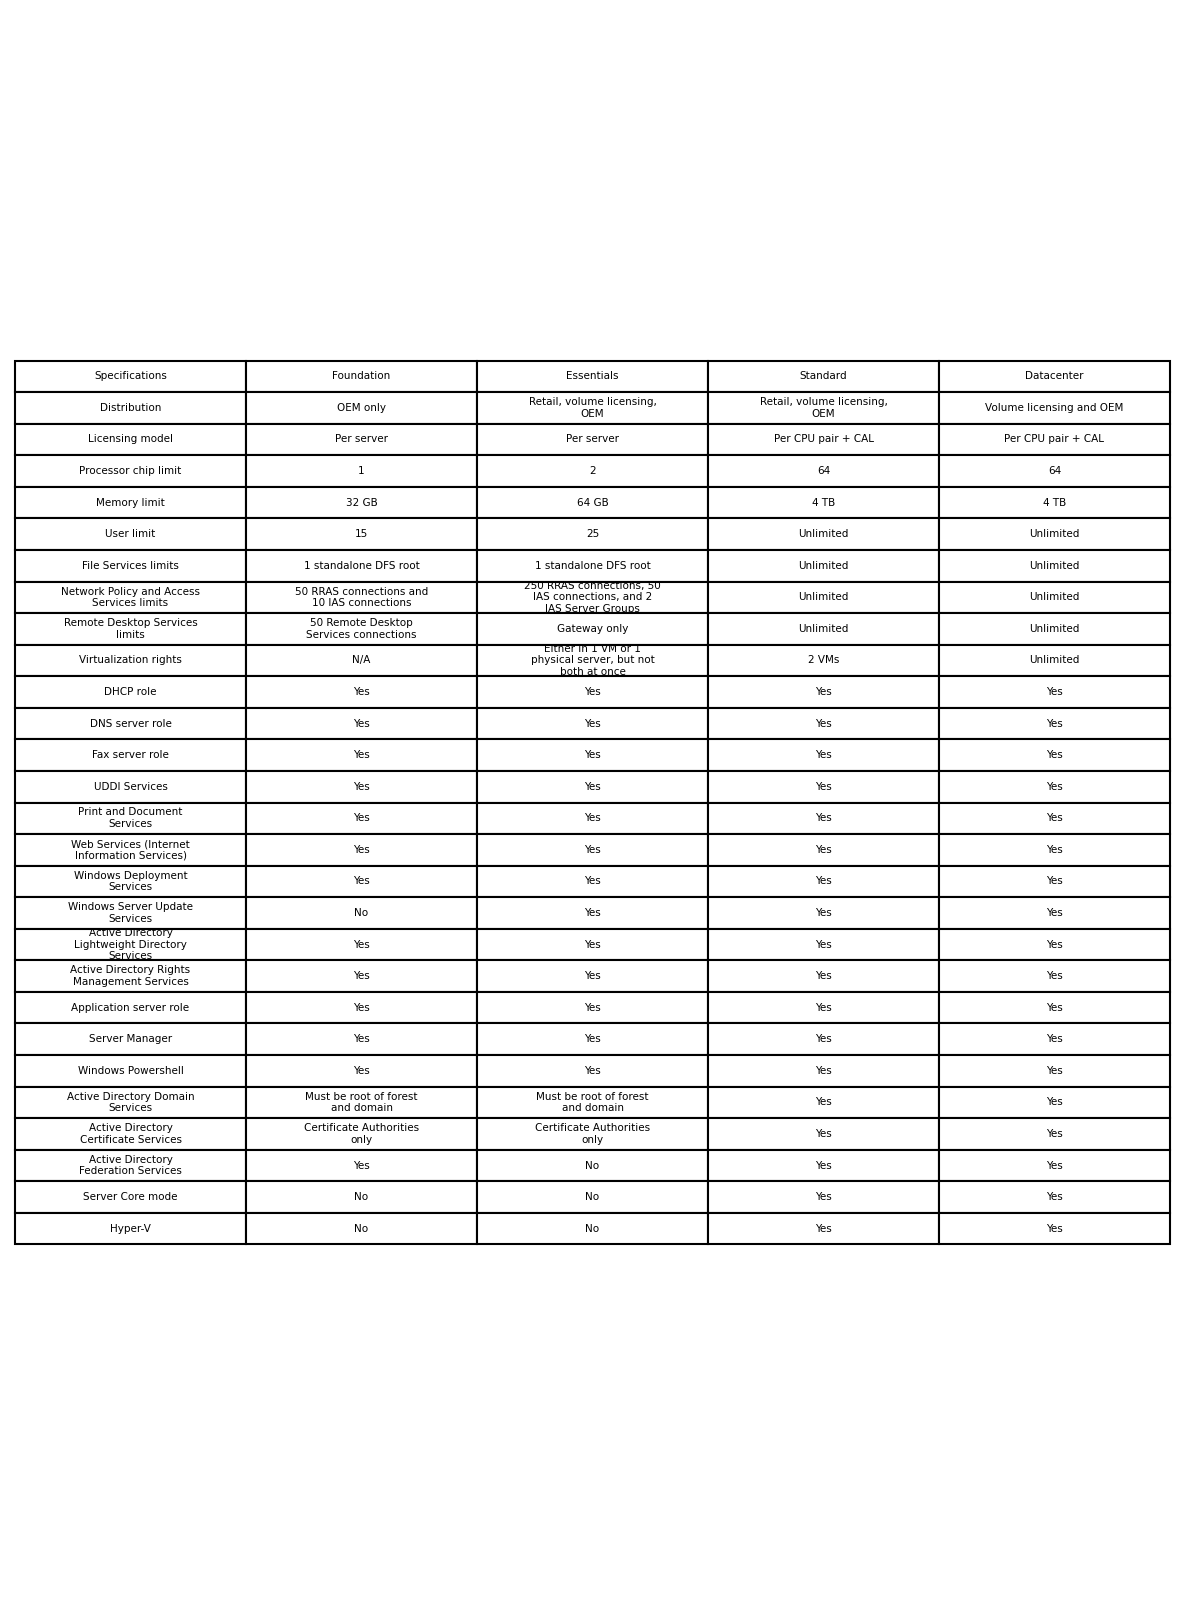 Specifications Foundation Essentials Standard Datacenter
Distribution OEM only Retail, volume licensing, OEM Retail, volume licensing, OEM Volume licensing and OEM
Licensing model Per server Per server Per CPU pair + CAL Per CPU pair + CAL
Processor chip limit 1 2 64 64
Memory limit 32 GB 64 GB 4 TB 4 TB
User limit 15 25 Unlimited Unlimited
File Services limits 1 standalone DFS root 1 standalone DFS root Unlimited Unlimited
Network Policy and Access Services limits 50 RRAS connections and 10 IAS connections 250 RRAS connections, 50 IAS connections, and 2 IAS Server Groups Unlimited Unlimited
Remote Desktop Services limits 50 Remote Desktop Services connections Gateway only Unlimited Unlimited
Virtualization rights N/A Either in 1 VM or 1 physical server, but not both at once 2 VMs Unlimited
DHCP role Yes Yes Yes Yes
DNS server role Yes Yes Yes Yes
Fax server role Yes Yes Yes Yes
UDDI Services Yes Yes Yes Yes
Print and Document Services Yes Yes Yes Yes
Web Services (Internet Information Services) Yes Yes Yes Yes
Windows Deployment Services Yes Yes Yes Yes
Windows Server Update Services No Yes Yes Yes
Active Directory Lightweight Directory Services Yes Yes Yes Yes
Active Directory Rights Management Services Yes Yes Yes Yes
Application server role Yes Yes Yes Yes
Server Manager Yes Yes Yes Yes
Windows Powershell Yes Yes Yes Yes
Active Directory Domain Services Must be root of forest and domain Must be root of forest and domain Yes Yes
Active Directory Certificate Services Certificate Authorities only Certificate Authorities only Yes Yes
Active Directory Federation Services Yes No Yes Yes
Server Core mode No No Yes Yes
Hyper-V No No Yes Yes